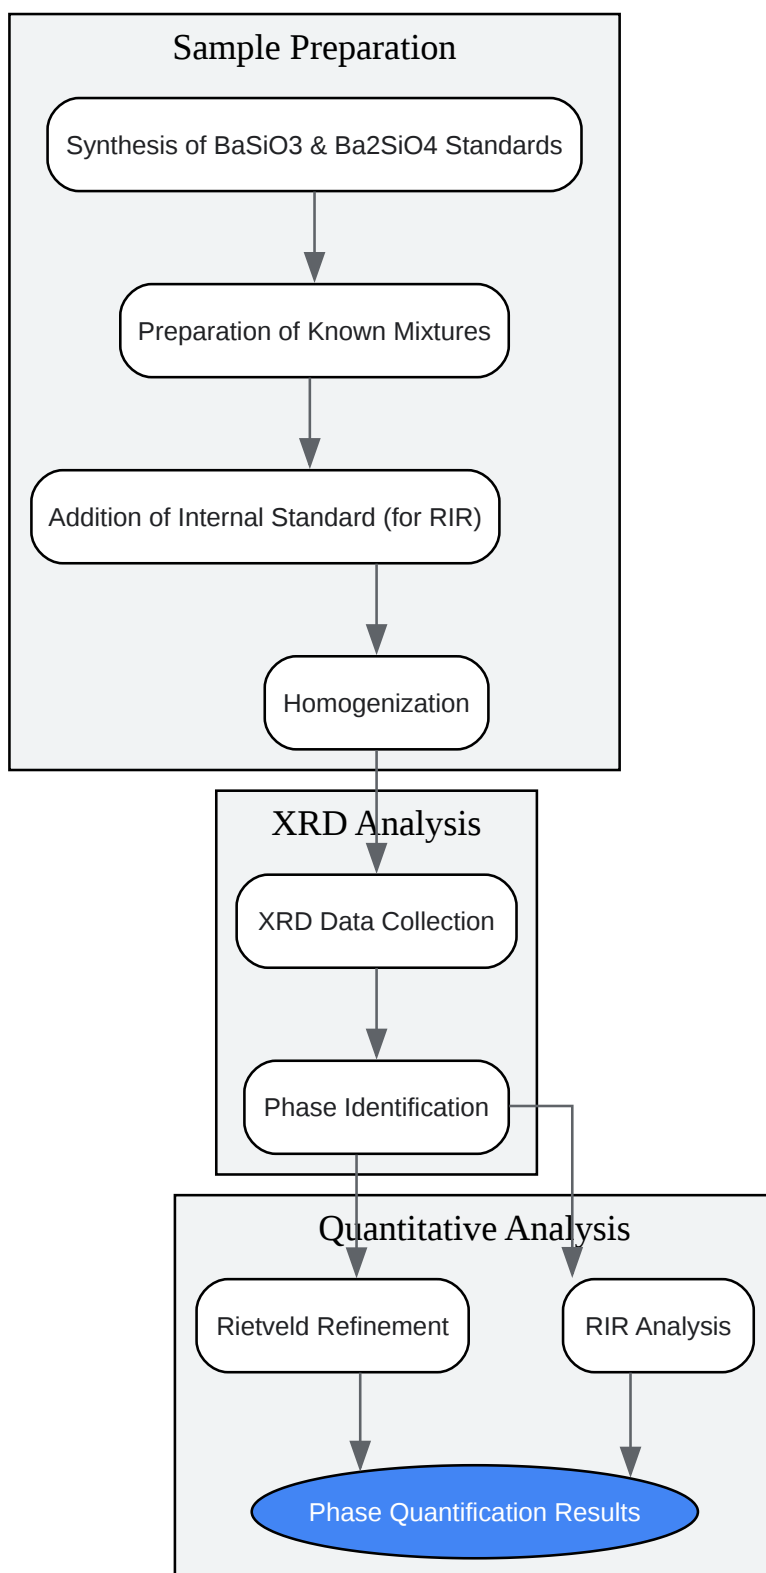 Sample Preparation
Synthesis of BaSiO3 & Ba2SiO4 Standards
Preparation of Known Mixtures
Addition of Internal Standard (for RIR)
Homogenization
XRD Analysis
XRD Data Collection
Phase Identification
Quantitative Analysis
Rietveld Refinement
RIR Analysis
Phase Quantification Results